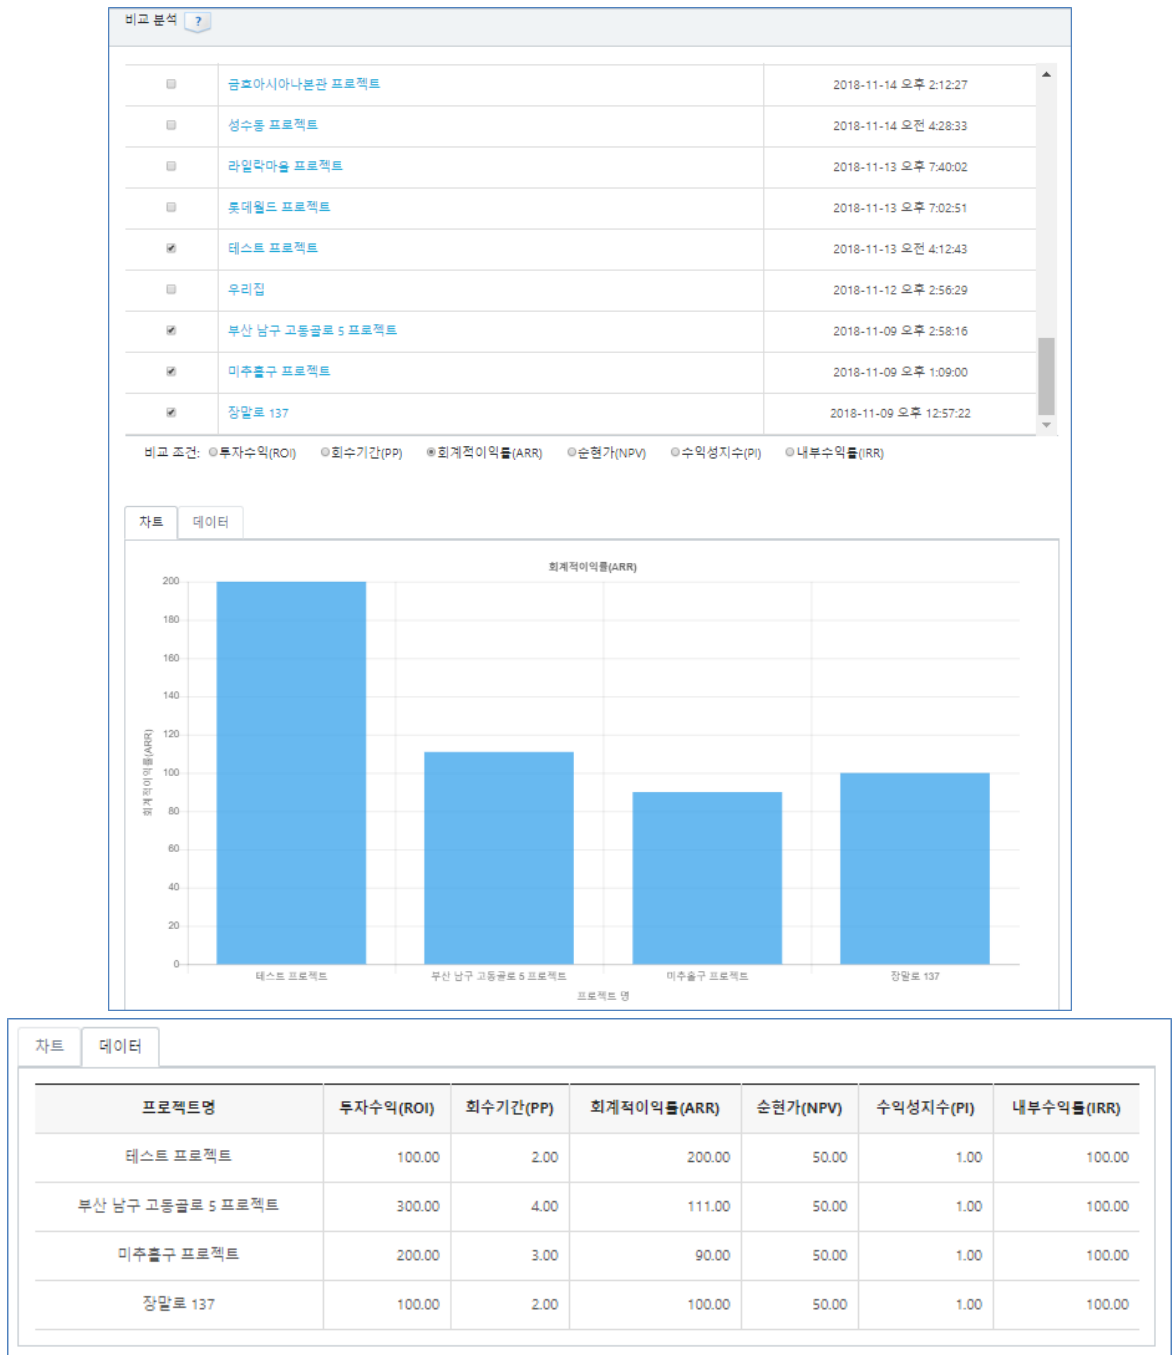 비교 분석 ?
금호아시아나본관 프로젝트 2018-11-14 오후 2:12:27
성수동 프로젝트 2018-11-14 오전 4:28:33
라일락마을 프로젝트 2018-11-13 오후 7:40:02
롯데월드 프로젝트 2018-11-13 오후 7:02:51
테스트 프로젝트 2018-11-13 오전 4:12:43
우리집 2018-11-12 오후 2:56:29
부산 남구 고동골로 5 프로젝트 2018-11-09 오후 2:58:16
미추홀구 프로젝트 2018-11-09 오후 1:09:00
장말로 137 2018-11-09 오후 12:57:22
비교 조건: 투자수익(ROI) 회수기간(PP) 회계적이익률(ARR) 순현가(NPV) 수익성지수(PI) 내부수익률(IRR)
차트 데이터
회계적이익률(ARR)
회계적이익률(ARR)
200
180
160
140
120
100
80
60
40
20
0
테스트 프로젝트 부산 남구 고동골로 5 프로젝트 미추홀구 프로젝트 장말로 137
프로젝트 명
차트 데이터
프로젝트명 투자수익(ROI) 회수기간(PP) 회계적이익률(ARR) 순현가(NPV) 수익성지수(PI) 내부수익률(IRR)
테스트 프로젝트 100.00 2.00 200.00 50.00 1.00 100.00
부산 남구 고동골로 5 프로젝트 300.00 4.00 111.00 50.00 1.00 100.00
미추홀구 프로젝트 200.00 3.00 90.00 50.00 1.00 100.00
장말로 137 100.00 2.00 100.00 50.00 1.00 100.00